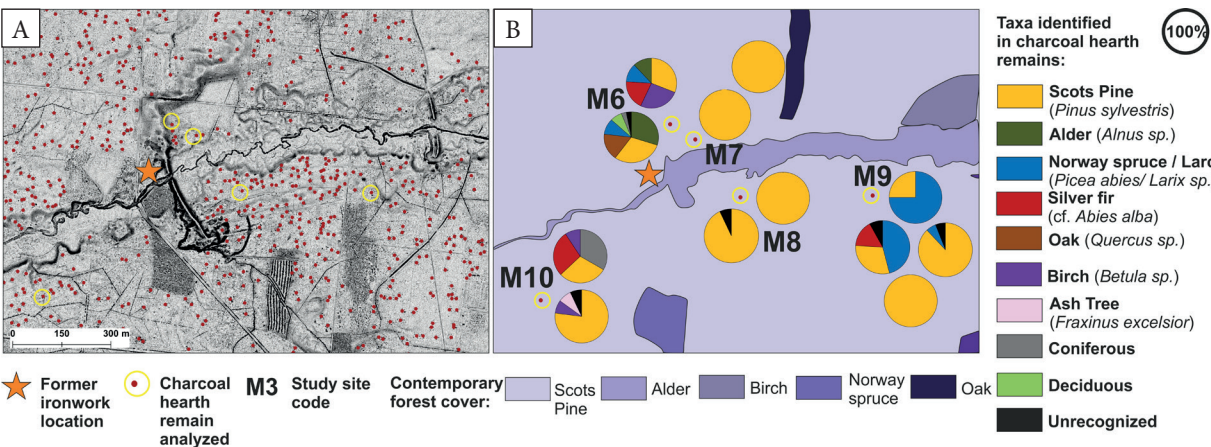 A
0 150 300 m
B
M6
M7
M8
M9
M10
Taxa identified
in charcoal hearth
remains:
100%
Scots Pine
(Pinus sylvestris)
Alder (Alnus sp.)
Norway spruce / Larc
(Picea abies/ Larix sp.
Silver fir
(cf. Abies alba)
Oak (Quercus sp.)
Birch (Betula sp.)
Ash Tree
(Fraxinus excelsior)
Coniferous
Deciduous
Unrecognized
Former
ironwork
location
Charcoal
hearth
remain
analyzed
M3 Study site
code
Contemporary
forest cover:
Scots
Pine
Alder
Birch
Norway
spruce
Oak